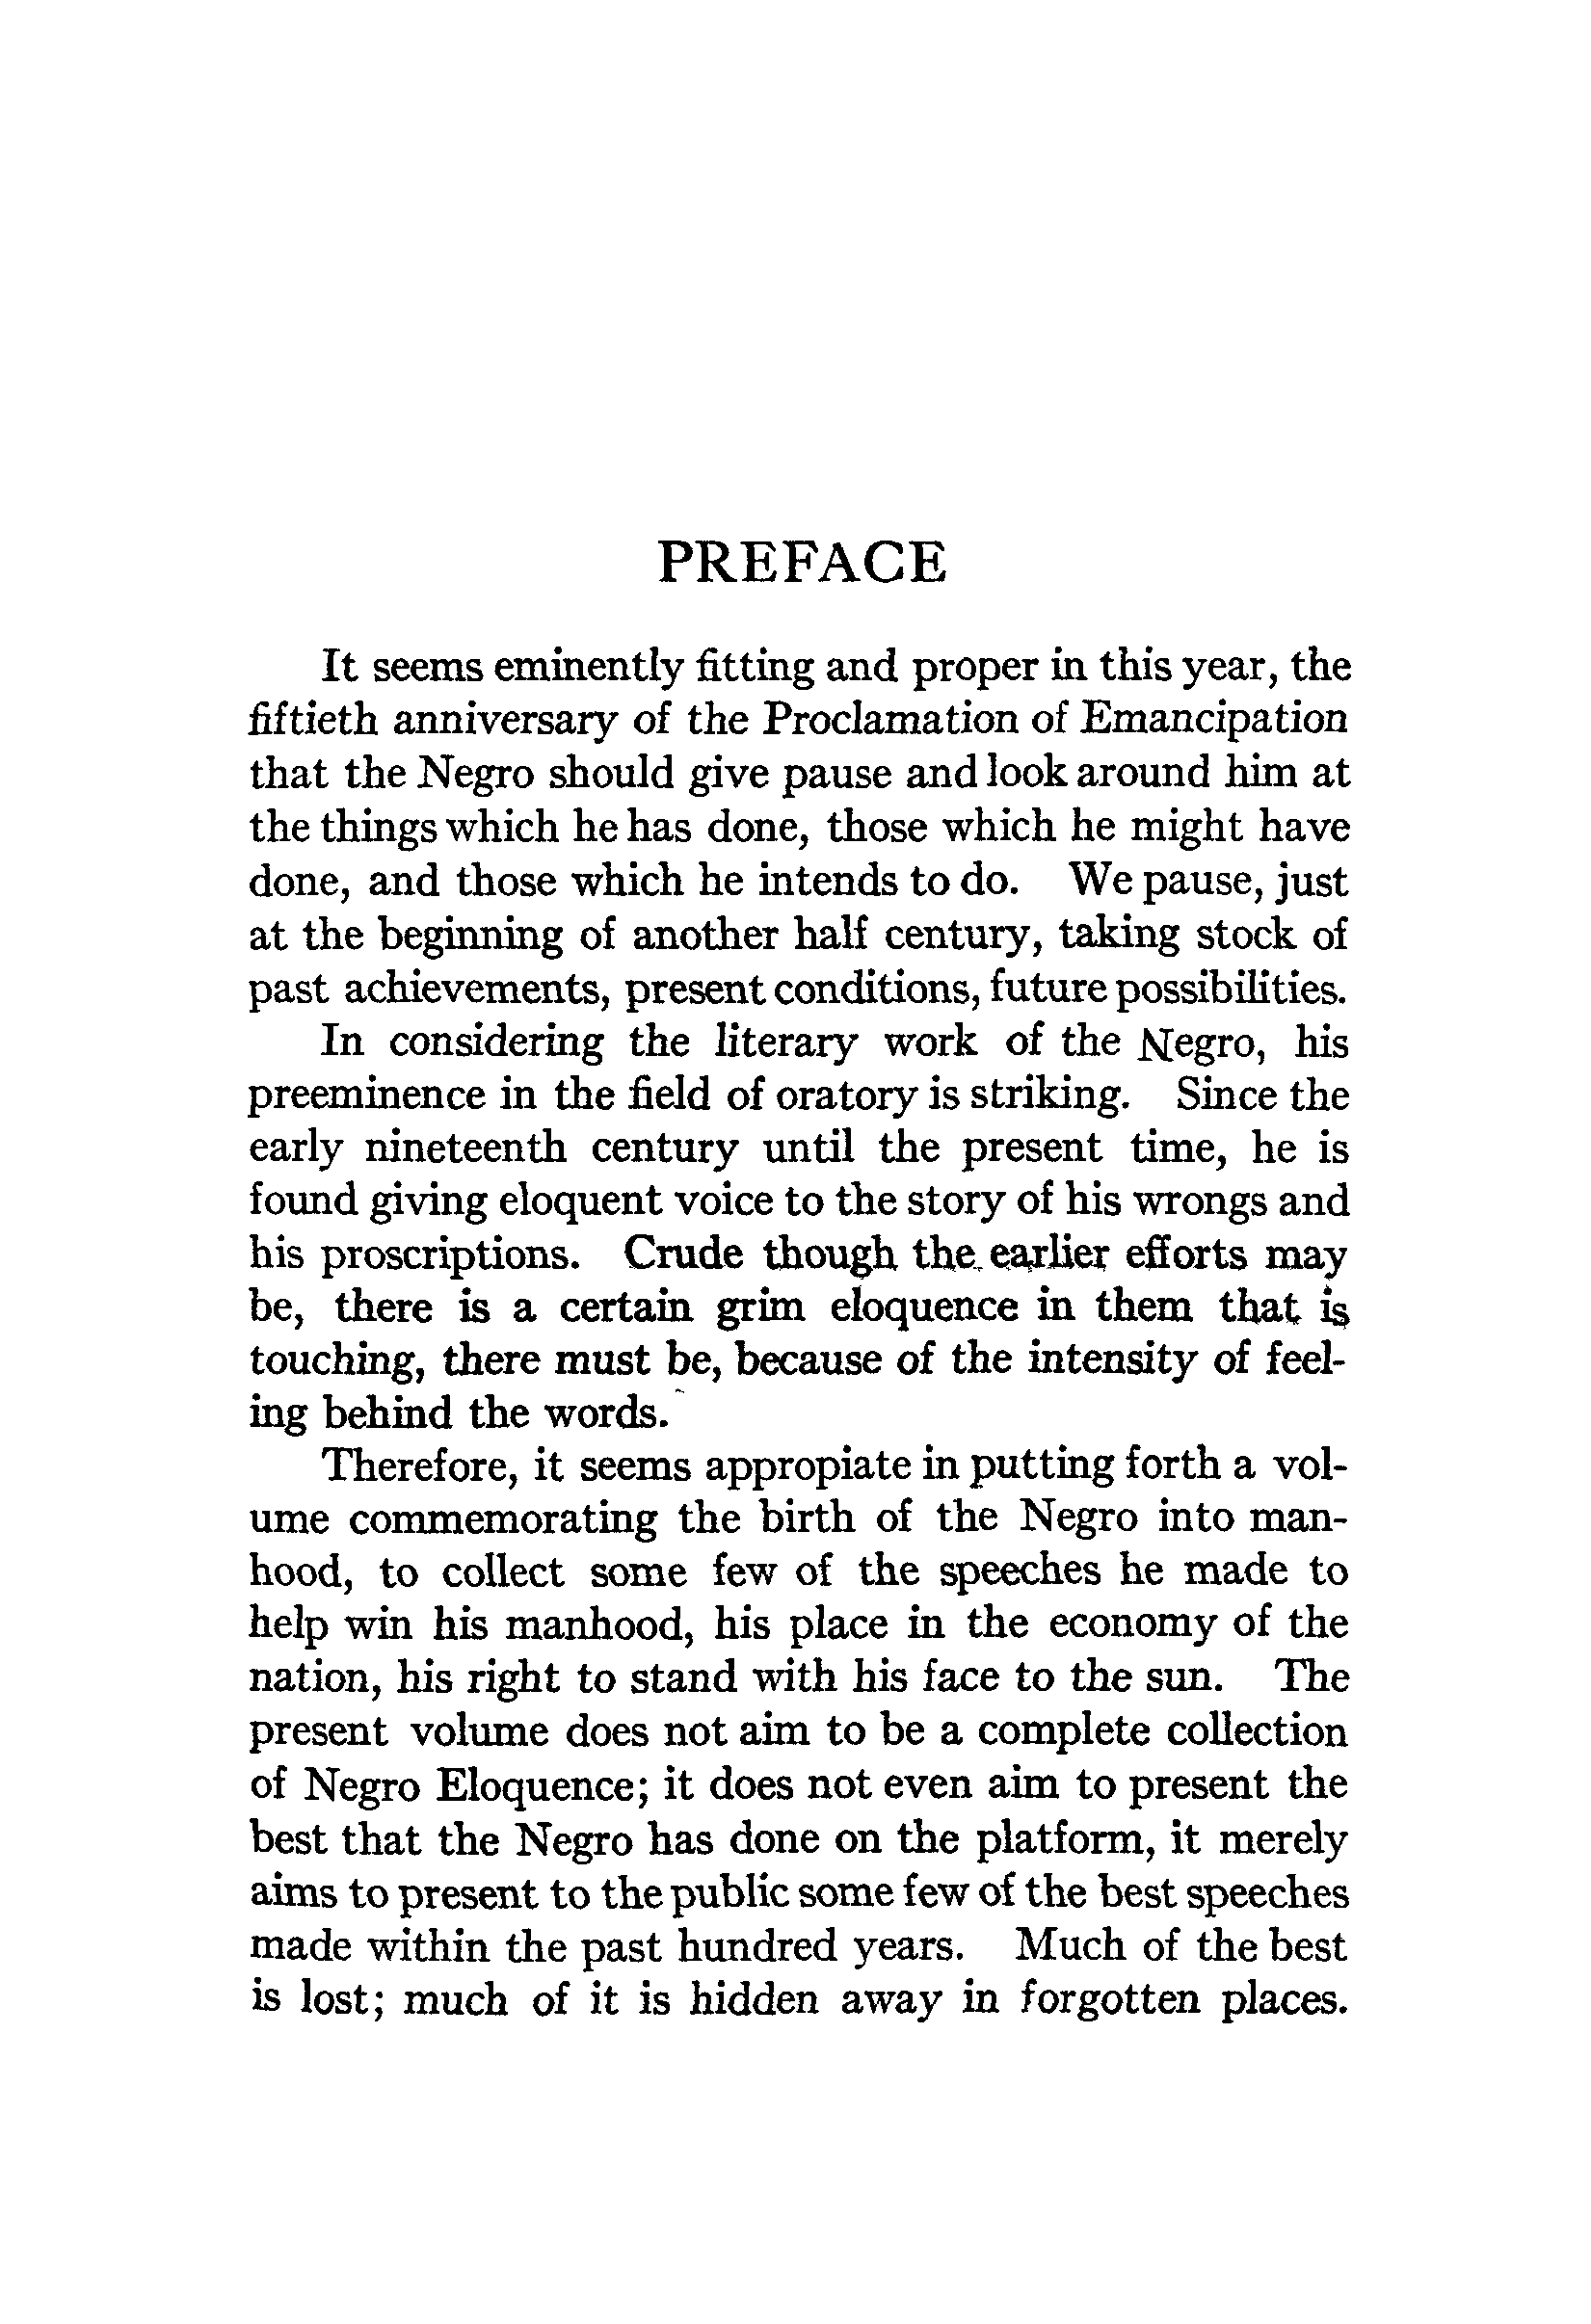 PREFACE
It seems eminently fitting and proper in this year, the
fiftieth anniversary of the Proclamation of Emancipation
that the Negro should give pause and look around him at
the things which he has done, those which he might have
done, and those which he intends to do. We pause, just
at the beginning of another half century, taking stock of
past achievements, present conditions, future possibilities.
In considering the literary work of the Negro, his
preeminence in the field of oratory is striking. Since the
early nineteenth century until the present time, he is
found giving eloquent voice to the story of his wrongs and
his proscriptions. Crude though the earlier efforts may
be, there is a certain grim eloquence in them that is
touching, there must be, because of the intensity of feel-
ing behind the words.
Therefore, it seems appropiate in putting forth a vol-
ume commemorating the birth of the Negro into man-
hood, to collect some few of the speeches he made to
help win his manhood, his place in the economy of the
nation, his right to stand with his face to the sun. The
present volume does not aim to be a complete collection
of Negro Eloquence; it does not even aim to present the
best that the Negro has done on the platform, it merely
aims to present to the public some few of the best speeches
made within the past hundred years. Much of the best
is lost; much of it is hidden away in forgotten places.